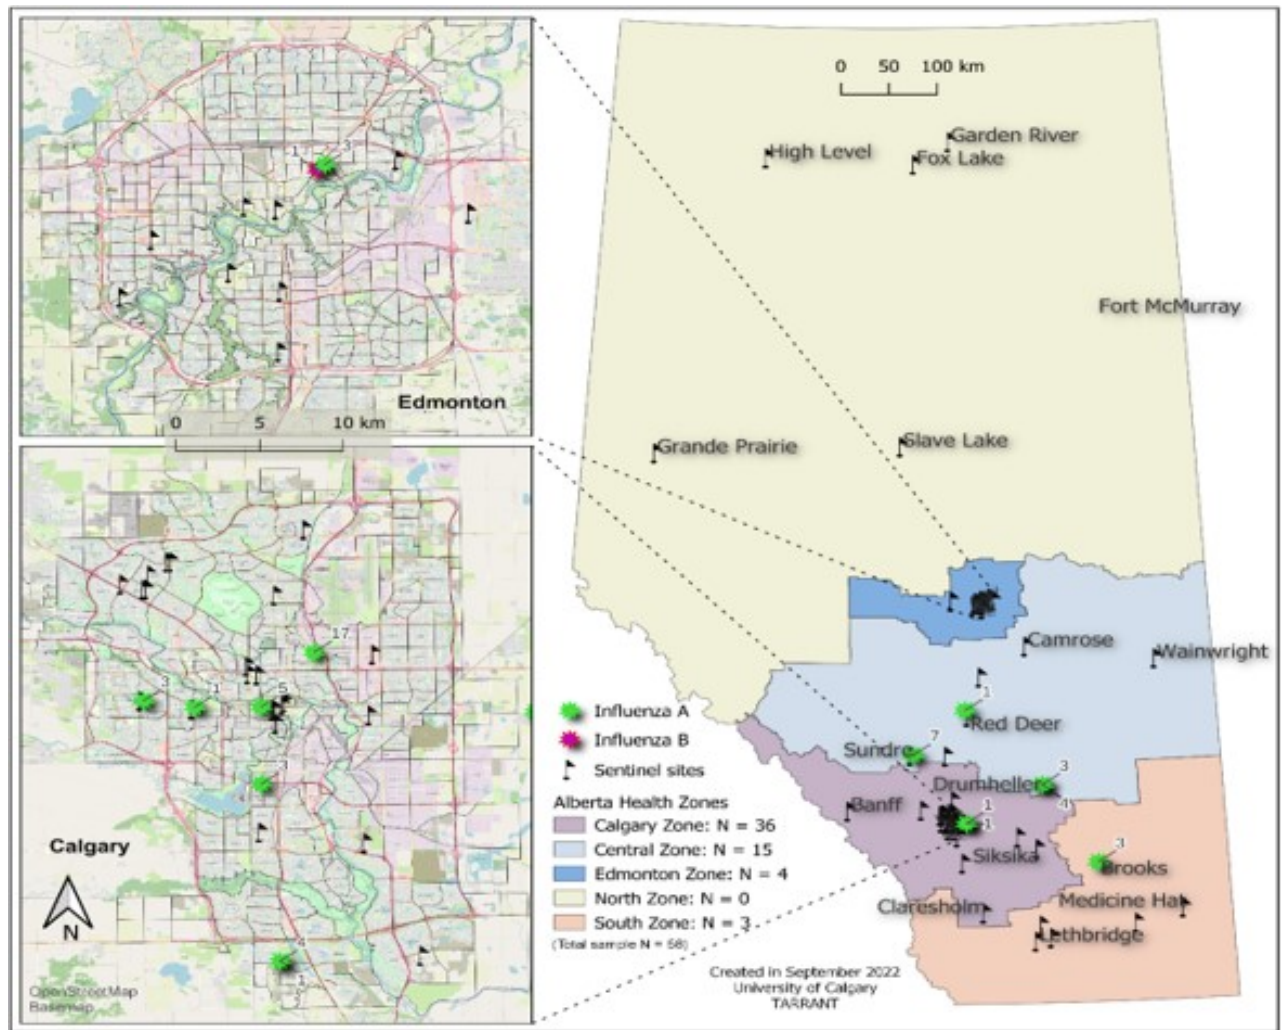 1
3
Edmonton
0 5 10 km
17
3
1
5
3
4
1
Calgary
N
OpenStreetMap
Basemap
0 50 100 km
Garden River
High Level
Fox Lake
Fort McMurray
Grande Prairie
Slave Lake
Camrose
Wainwright
1
Red Deer
Sundre
7
Drumheller
3
4
Banff
1
1
Siksika
3
Brooks
Claresholm
Medicine Hat
Lethbridge
Influenza A
Influenza B
Sentinel sites
Alberta Health Zones
Calgary Zone: N = 36
Central Zone: N = 15
Edmonton Zone: N = 4
North Zone: N = 0
South Zone: N = 3
(Total sample N = 58)
Created in September 2022
University of Calgary
TARRANT